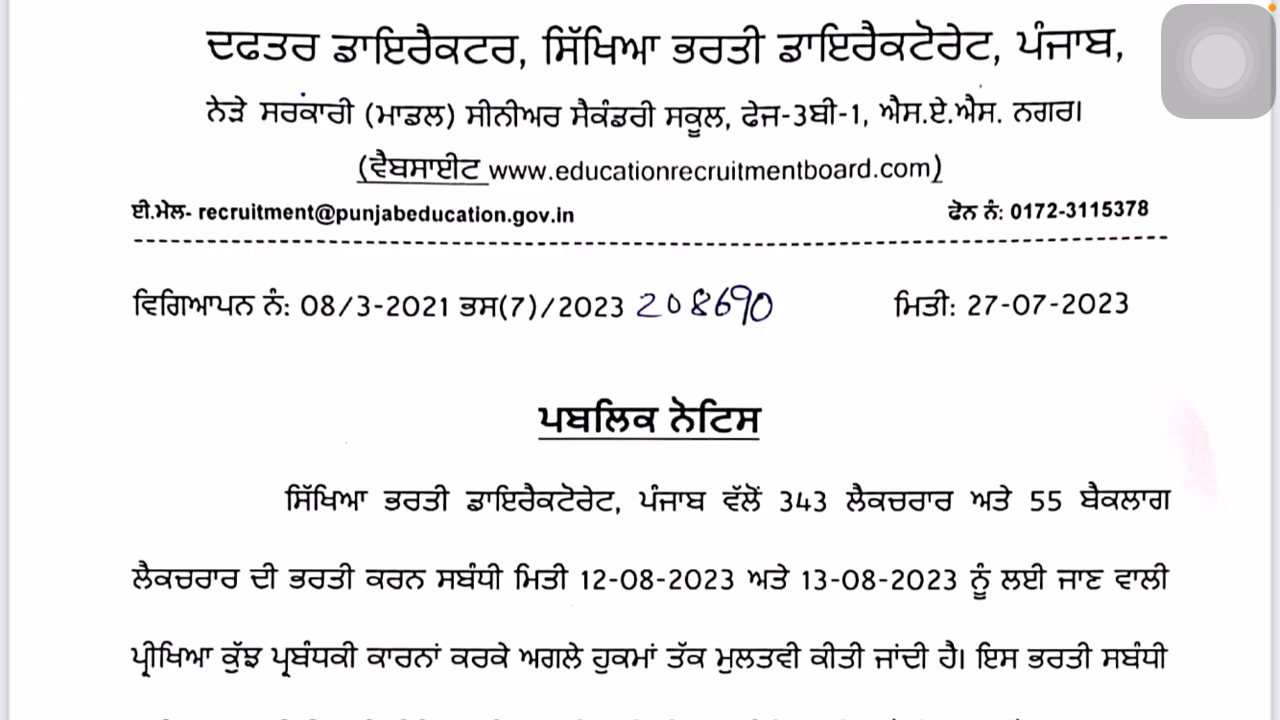 ਦਫਤਰ ਡਾਇਰੈਕਟਰ, ਸਿੱਖਿਆ ਭਰਤੀ ਡਾਇਰੈਕਟੋਰੇਟ, ਪੰਜਾਬ,
ਨੇੜੇ ਸਰਕਾਰੀ (ਮਾਡਲ) ਸੀਨੀਅਰ ਸੈਕੰਡਰੀ ਸਕੂਲ, ਫੇਜ-3ਬੀ-1, ਐਸ.ਏ.ਐਸ. ਨਗਰ।
(ਵੈਬਸਾਈਟ www.educationrecruitmentboard.com)
ਈ.ਮੇਲ- recruitment@punjabeducation.gov.in ਫੋਨ ਨੰ: 0172-3115378
ਵਿਗਿਆਪਨ ਨੰ: 08/3-2021 ਭਸ(7)/2023 208690 ਮਿਤੀ: 27-07-2023
ਪਬਲਿਕ ਨੋਟਿਸ
ਸਿੱਖਿਆ ਭਰਤੀ ਡਾਇਰੈਕਟੋਰੇਟ, ਪੰਜਾਬ ਵੱਲੋਂ 343 ਲੈਕਚਰਾਰ ਅਤੇ 55 ਬੈਕਲਾਗ
ਲੈਕਚਰਾਰ ਦੀ ਭਰਤੀ ਕਰਨ ਸਬੰਧੀ ਮਿਤੀ 12-08-2023 ਅਤੇ 13-08-2023 ਨੂੰ ਲਈ ਜਾਣ ਵਾਲੀ
ਪ੍ਰੀਖਿਆ ਕੁੱਝ ਪ੍ਰਬੰਧਕੀ ਕਾਰਨਾਂ ਕਰਕੇ ਅਗਲੇ ਹੁਕਮਾਂ ਤੱਕ ਮੁਲਤਵੀ ਕੀਤੀ ਜਾਂਦੀ ਹੈ। ਇਸ ਭਰਤੀ ਸਬੰਧੀ